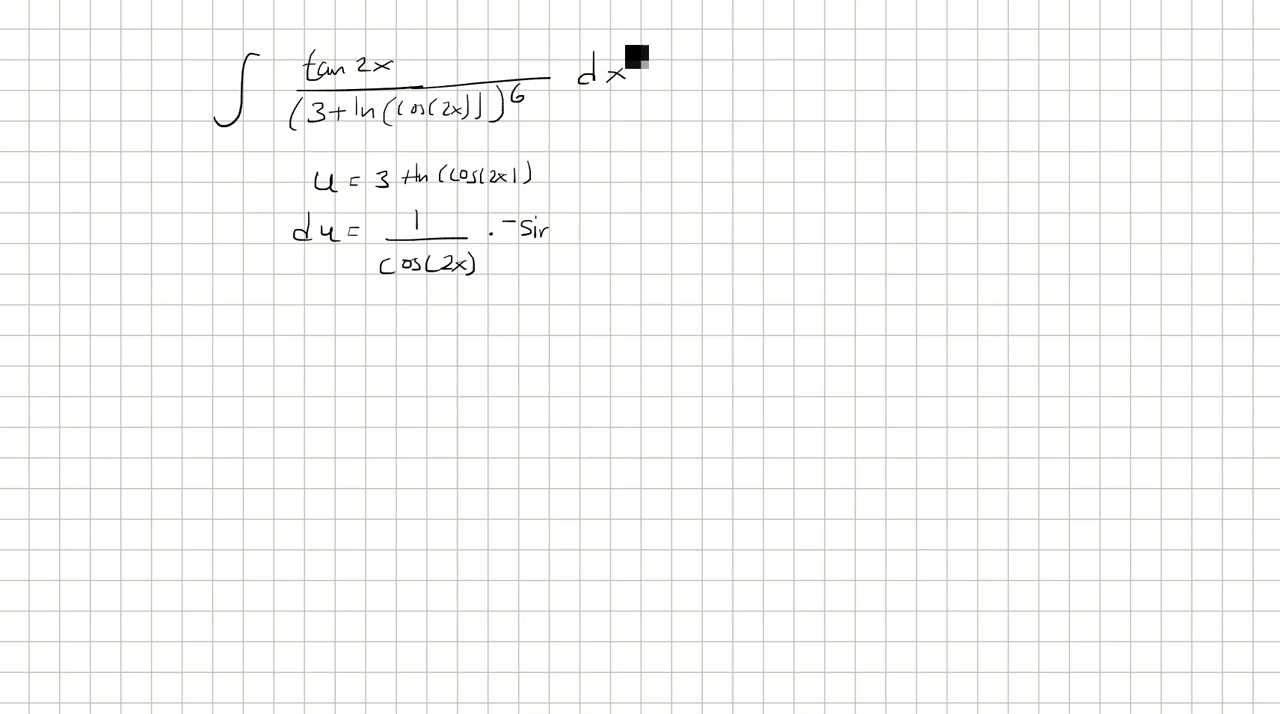 ∫ tan 2x / (3+ln(cos(2x)))^6 dx
u = 3 +ln (cos(2x))
du = 1 / cos(2x) · -sin